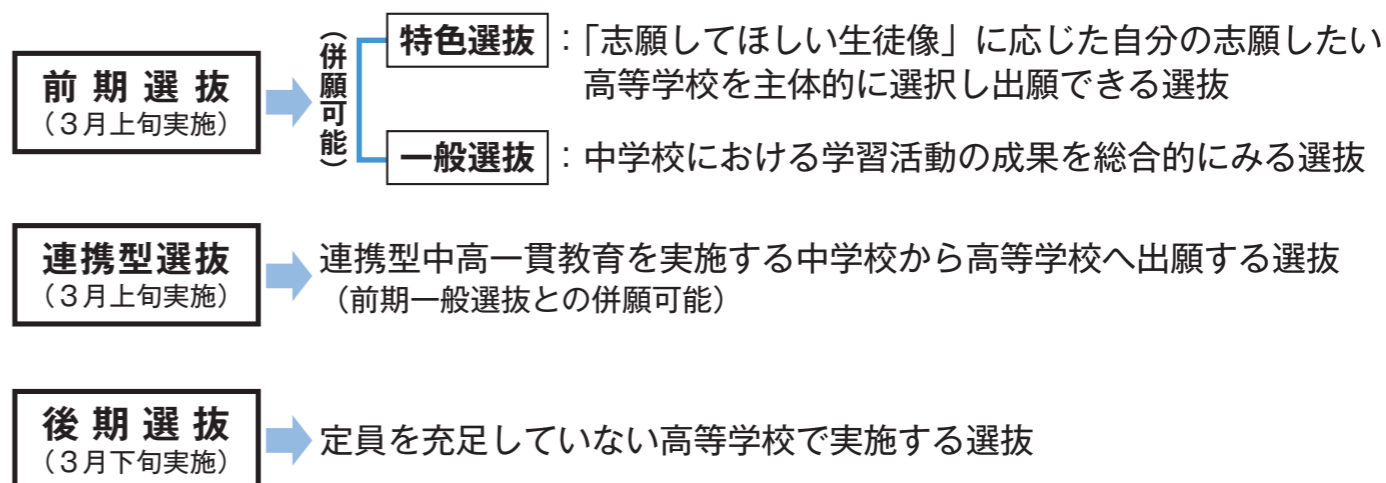 前期選抜
（３月上旬実施）
（併願可能）
特色選抜：「志願してほしい生徒像」に応じた自分の志願したい
高等学校を主体的に選択し出願できる選抜
一般選抜：中学校における学習活動の成果を総合的にみる選抜
連携型選抜
（３月上旬実施）
連携型中高一貫教育を実施する中学校から高等学校へ出願する選抜
（前期一般選抜との併願可能）
後期選抜
（３月下旬実施）
定員を充足していない高等学校で実施する選抜